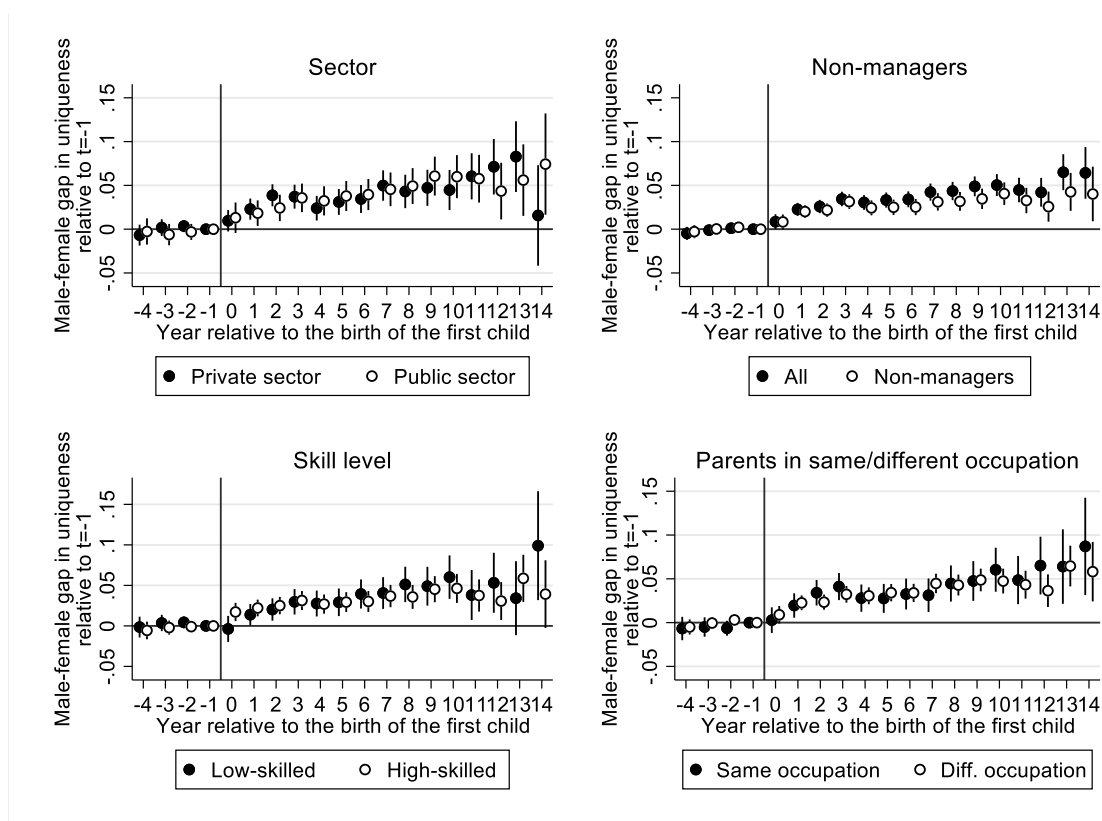 Sector
Male-female gap in uniqueness
relative to t=-1
.15
.1
.05
0
-.05
-4 -3 -2 -1 0 1 2 3 4 5 6 7 8 9 10 11 12 13 14
Year relative to the birth of the first child
Private sector Public sector
Non-managers
Male-female gap in uniqueness
relative to t=-1
.15
.1
.05
0
-.05
-4 -3 -2 -1 0 1 2 3 4 5 6 7 8 9 10 11 12 13 14
Year relative to the birth of the first child
All Non-managers
Skill level
Male-female gap in uniqueness
relative to t=-1
.15
.1
.05
0
-.05
-4 -3 -2 -1 0 1 2 3 4 5 6 7 8 9 10 11 12 13 14
Year relative to the birth of the first child
Low-skilled High-skilled
Parents in same/different occupation
Male-female gap in uniqueness
relative to t=-1
.15
.1
.05
0
-.05
-4 -3 -2 -1 0 1 2 3 4 5 6 7 8 9 10 11 12 13 14
Year relative to the birth of the first child
Same occupation Diff. occupation